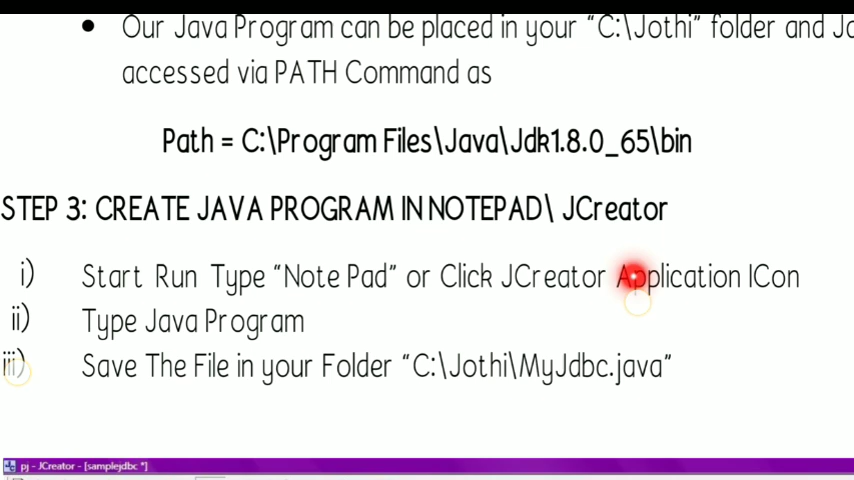 • Our Java Program can be placed in your “C:\Jothi” folder and
accessed via PATH Command as
Path = C:\Program Files\Java\Jdk1.8.0_65\bin
STEP 3: CREATE JAVA PROGRAM IN NOTEPAD\ JCreator
i) Start Run Type “Note Pad” or Click JCreator Application ICon
ii) Type Java Program
iii) Save The File in your Folder “C:\Jothi\MyJdbc.java”
pj - JCreator - [samplejdbc *]